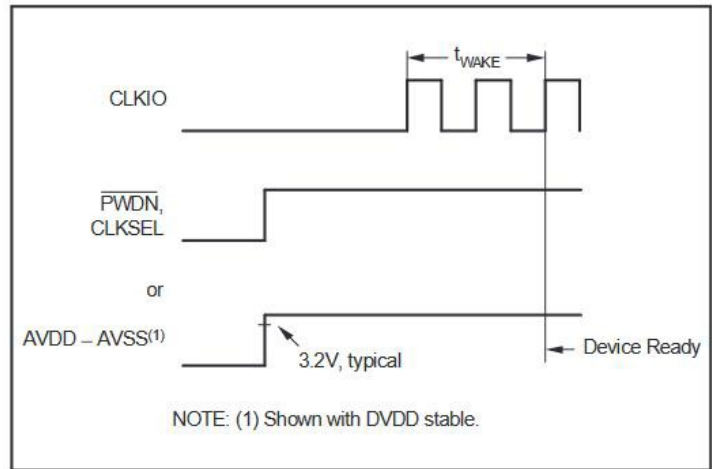 tWAKE
CLKIO
PWDN,
CLKSEL
or
AVDD – AVSS(1)
3.2V, typical
Device Ready
NOTE: (1) Shown with DVDD stable.